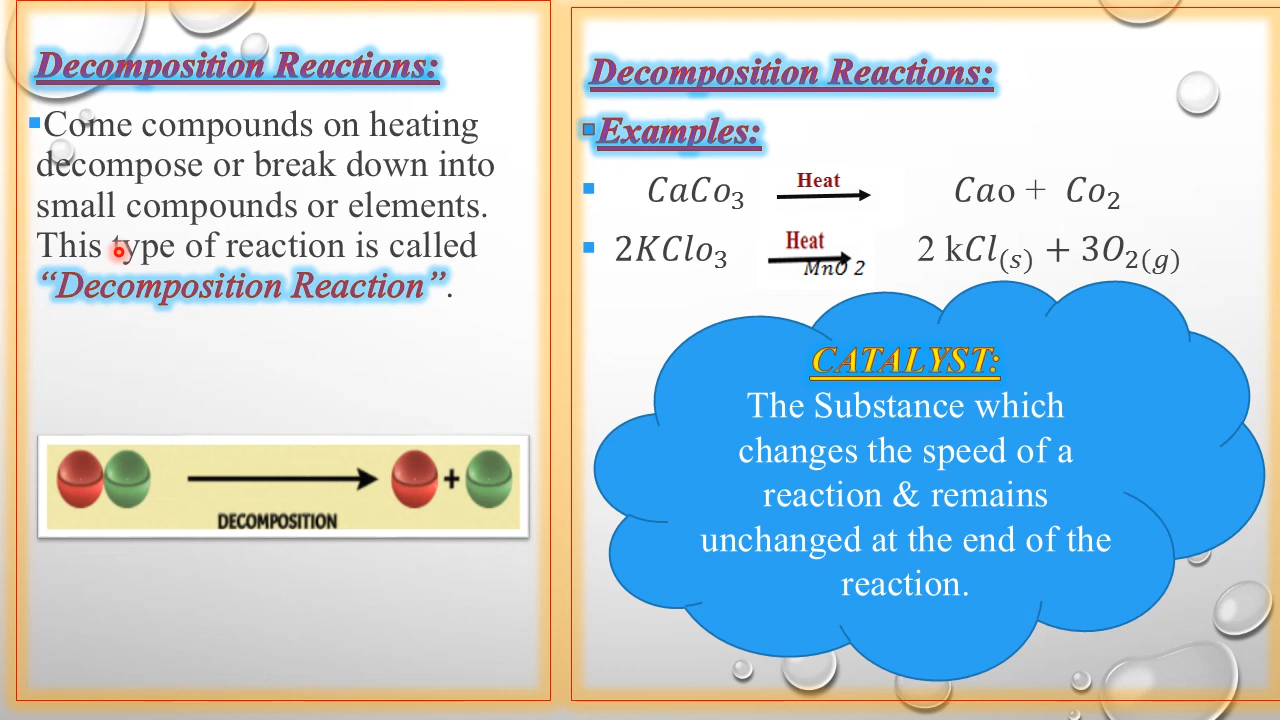 Decomposition Reactions:
▪Come compounds on heating
decompose or break down into
small compounds or elements.
This type of reaction is called
“Decomposition Reaction”.
DECOMPOSITION
+
Decomposition Reactions:
▪Examples:
▪ CaCo₃ Heat Cao + Co₂
▪ 2KClo₃ Heat MnO 2 2 kCl₍ₛ₎ + 3O₂₍g₎
CATALYST:
The Substance which
changes the speed of a
reaction & remains
unchanged at the end of the
reaction.